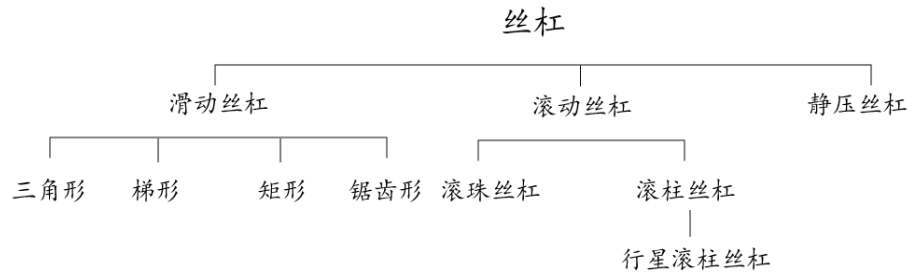 丝杠
滑动丝杠 滚动丝杠 静压丝杠
三角形 梯形 矩形 锯齿形 滚珠丝杠 滚柱丝杠
行星滚柱丝杠